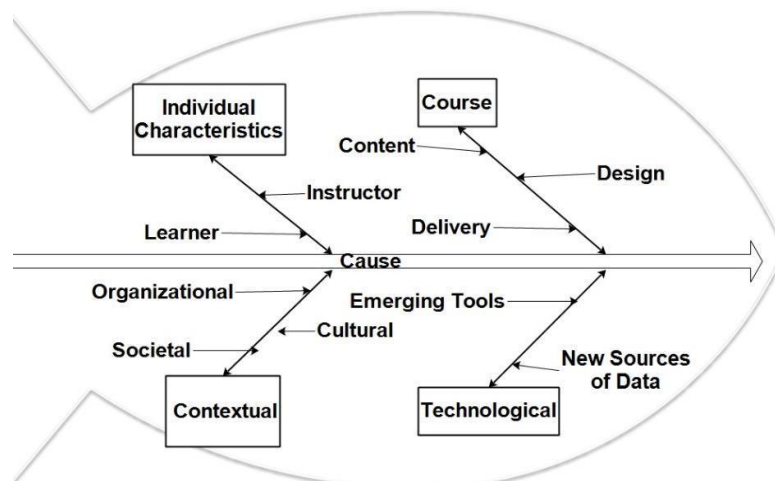 Individual
Characteristics
Course
Content
Design
Instructor
Delivery
Learner
Cause
Organizational
Emerging Tools
Cultural
Societal
New Sources
of Data
Contextual
Technological